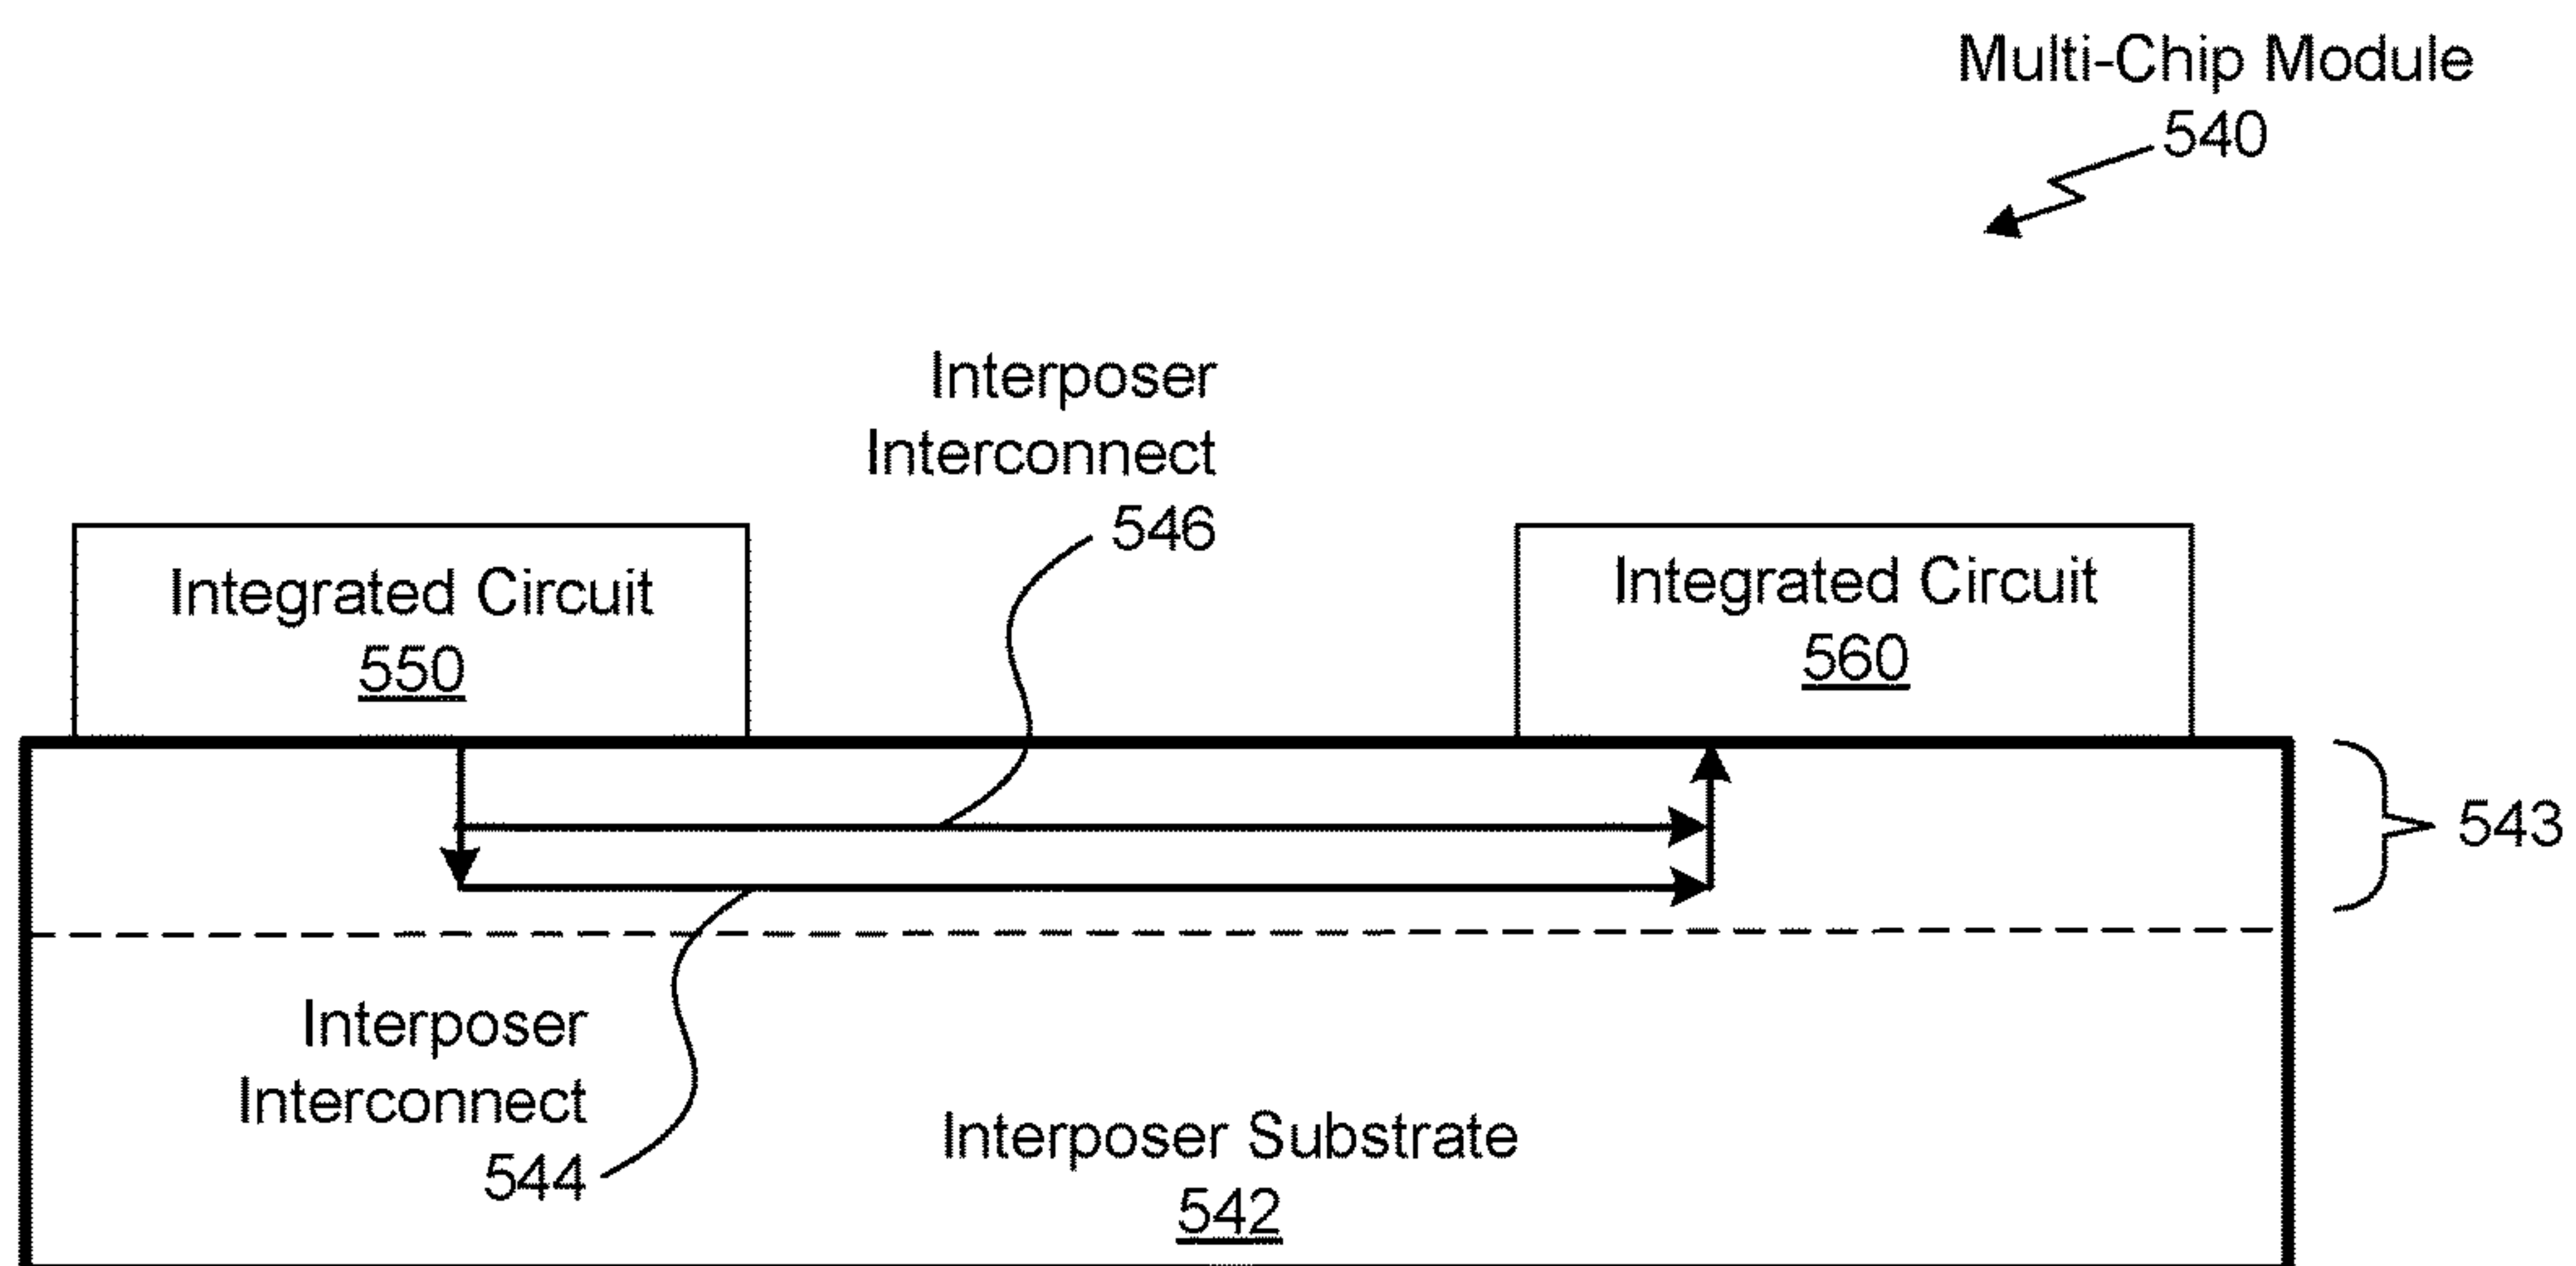 Multi-Chip Module
540
Interposer
Interconnect
546
Integrated Circuit
550
Integrated Circuit
560
543
Interposer
Interconnect
544
Interposer Substrate
542